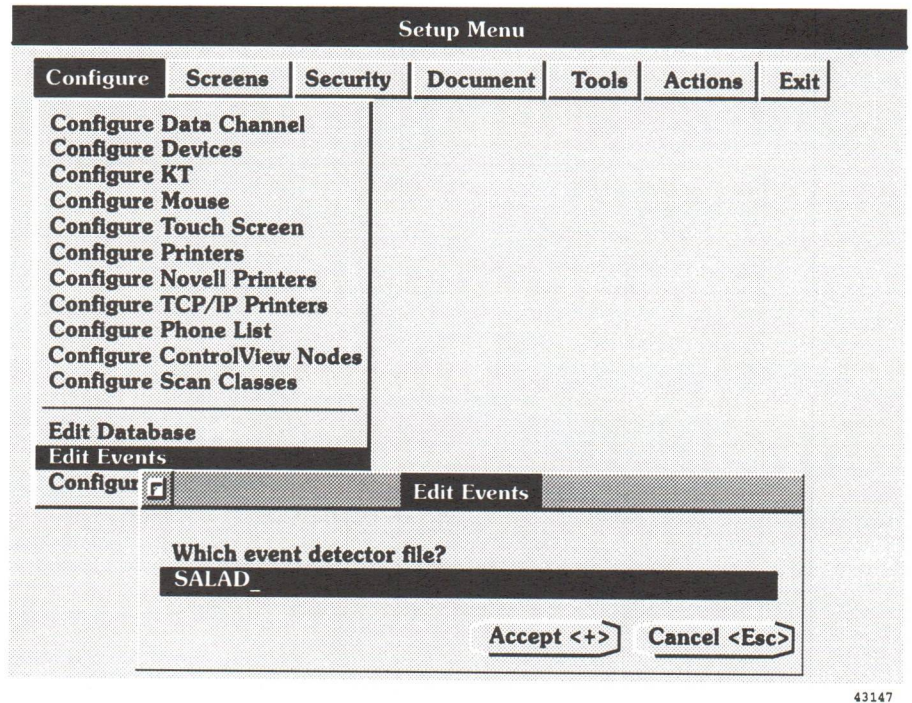 Setup Menu
Configure Screens Security Document Tools Actions Exit
Configure Data Channel
Configure Devices
Configure KT
Configure Mouse
Configure Touch Screen
Configure Printers
Configure Novell Printers
Configure TCP/IP Printers
Configure Phone List
Configure ControlView Nodes
Configure Scan Classes
Edit Database
Edit Events
Configur
Edit Events
Which event detector file?
SALAD_
Accept <+> Cancel <Esc>
43147